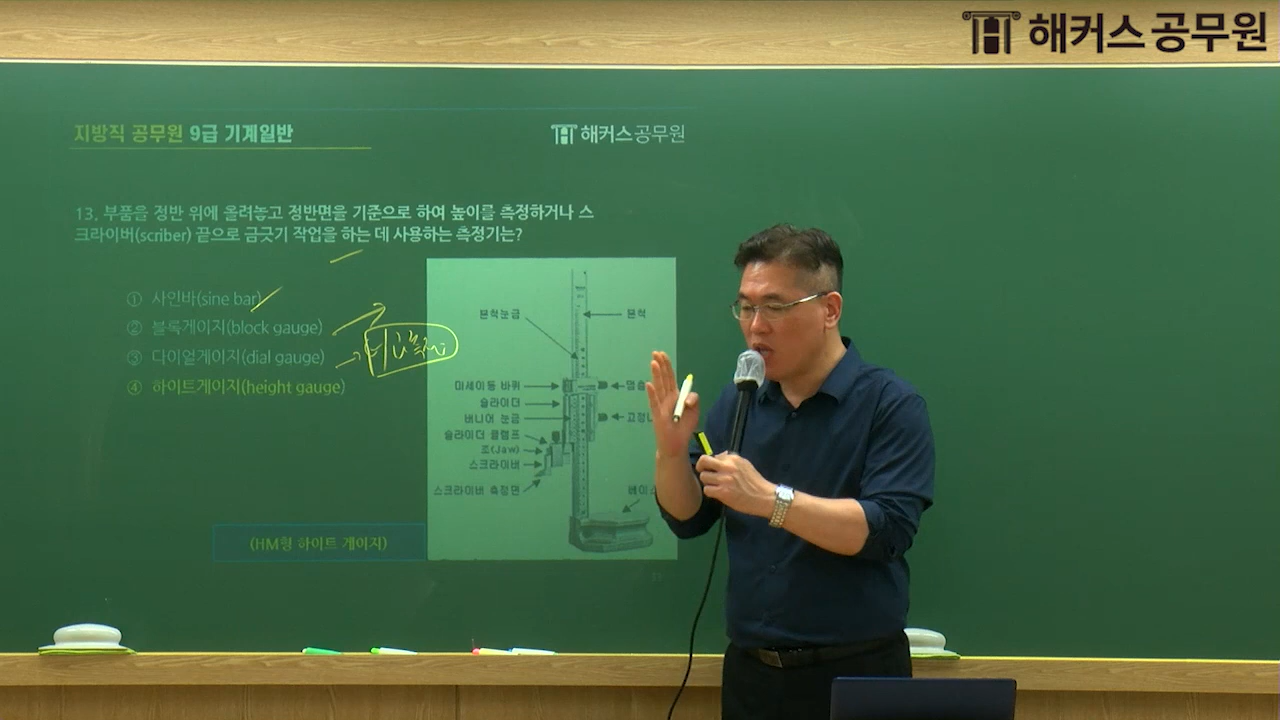 해커스공무원
지방직 공무원 9급 기계일반
해커스공무원
13. 부품을 정반 위에 올려놓고 정반면을 기준으로 하여 높이를 측정하거나 스
크라이버(scriber) 끝으로 금긋기 작업을 하는 데 사용하는 측정기는?
① 사인바(sine bar)
② 블록게이지(block gauge)
③ 다이얼게이지(dial gauge)
④ 하이트게이지(height gauge)
본척눈금
본척
미세이동 바퀴
슬라이더
버니어 눈금
슬라이더 클램프
조(Jaw)
스크라이버
스크라이버 측정면
(HM형 하이트 게이지)